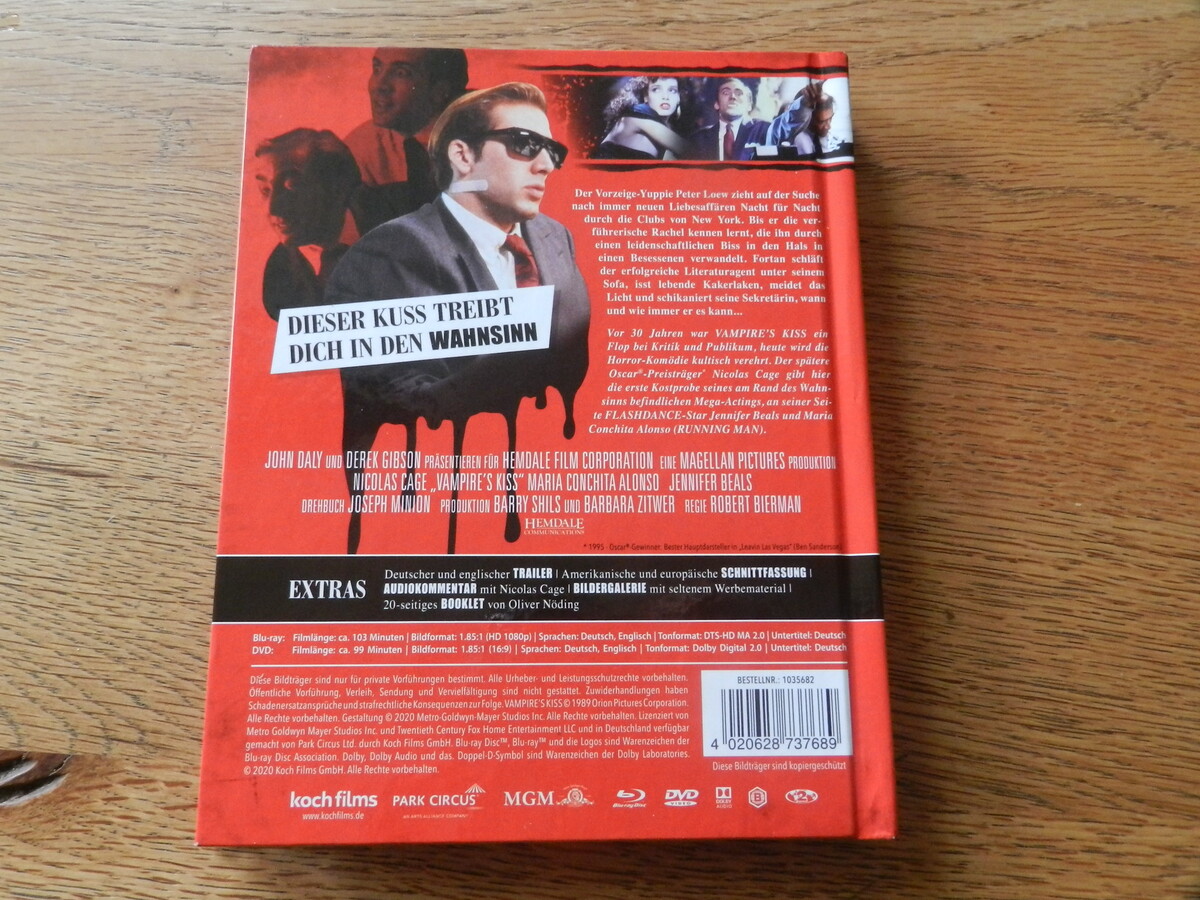 Der Vorzeige-Yuppie Peter Loew zieht auf der Suche
nach immer neuen Liebesaffären Nacht für Nacht
durch die Clubs von New York. Bis er die ver-
führerische Rachel kennen lernt, die ihn durch
einen leidenschaftlichen Biss in den Hals in
einen Besessenen verwandelt. Fortan schläft
der erfolgreiche Literaturagent unter seinem
Sofa, isst lebende Kakerlaken, meidet das
Licht und schikaniert seine Sekretärin, wann
und wie immer er es kann...
DIESER KUSS TREIBT
DICH IN DEN WAHNSINN
Vor 30 Jahren war VAMPIRE'S KISS ein
Flop bei Kritik und Publikum, heute wird die
Horror-Komödie kultisch verehrt. Der spätere
Oscar®-Preisträger* Nicolas Cage gibt hier
die erste Kostprobe seines am Rand des Wahn-
sinns befindlichen Mega-Actings, an seiner Sei-
te FLASHDANCE-Star Jennifer Beals und Maria
Conchita Alonso (RUNNING MAN).
JOHN DALY UND DEREK GIBSON PRÄSENTIEREN FÜR HEMDALE FILM CORPORATION EINE MAGELLAN PICTURES PRODUKTION
NICOLAS CAGE „VAMPIRE'S KISS" MARIA CONCHITA ALONSO JENNIFER BEALS
DREHBUCH JOSEPH MINION PRODUKTION BARRY SHILS UND BARBARA ZITWER REGIE ROBERT BIERMAN
HEMDALE
COMMUNICATIONS
* 1995 - Oscar®-Gewinner. Bester Hauptdarsteller in „Leavin Las Vegas" (Ben Sanderson)
EXTRAS
Deutscher und englischer TRAILER | Amerikanische und europäische SCHNITTFASSUNG |
AUDIOKOMMENTAR mit Nicolas Cage | BILDERGALERIE mit seltenem Werbematerial |
20-seitiges BOOKLET von Oliver Nöding
Blu-ray: Filmlänge: ca. 103 Minuten | Bildformat: 1.85:1 (HD 1080p) | Sprachen: Deutsch, Englisch | Tonformat: DTS-HD MA 2.0 | Untertitel: Deutsch
DVD: Filmlänge: ca. 99 Minuten | Bildformat: 1.85:1 (16:9) | Sprachen: Deutsch, Englisch | Tonformat: Dolby Digital 2.0 | Untertitel: Deutsch
Diese Bildträger sind nur für private Vorführungen bestimmt. Alle Urheber- und Leistungsschutzrechte vorbehalten.
Öffentliche Vorführung, Verleih, Sendung und Vervielfältigung sind nicht gestattet. Zuwiderhandlungen haben
Schadenersatzansprüche und strafrechtliche Konsequenzen zur Folge. VAMPIRE'S KISS © 1989 Orion Pictures Corporation.
Alle Rechte vorbehalten. Gestaltung © 2020 Metro-Goldwyn-Mayer Studios Inc. Alle Rechte vorbehalten. Lizenziert von
Metro Goldwyn Mayer Studios Inc. und Twentieth Century Fox Home Entertainment LLC und in Deutschland verfügbar
gemacht von Park Circus Ltd. durch Koch Films GmbH. Blu-ray Disc™, Blu-ray™ und die Logos sind Warenzeichen der
Blu-ray Disc Association. Dolby, Dolby Audio und das Doppel-D-Symbol sind Warenzeichen der Dolby Laboratories.
© 2020 Koch Films GmbH. Alle Rechte vorbehalten.
BESTELLNR.: 1035682
4 020628 737689
Diese Bildträger sind kopiergeschützt
koch films
www.kochfilms.de
PARK CIRCUS
AN ARTS ALLIANCE COMPANY
MGM
Blu-ray Disc
DVD
VIDEO
DOLBY
AUDIO
B
2